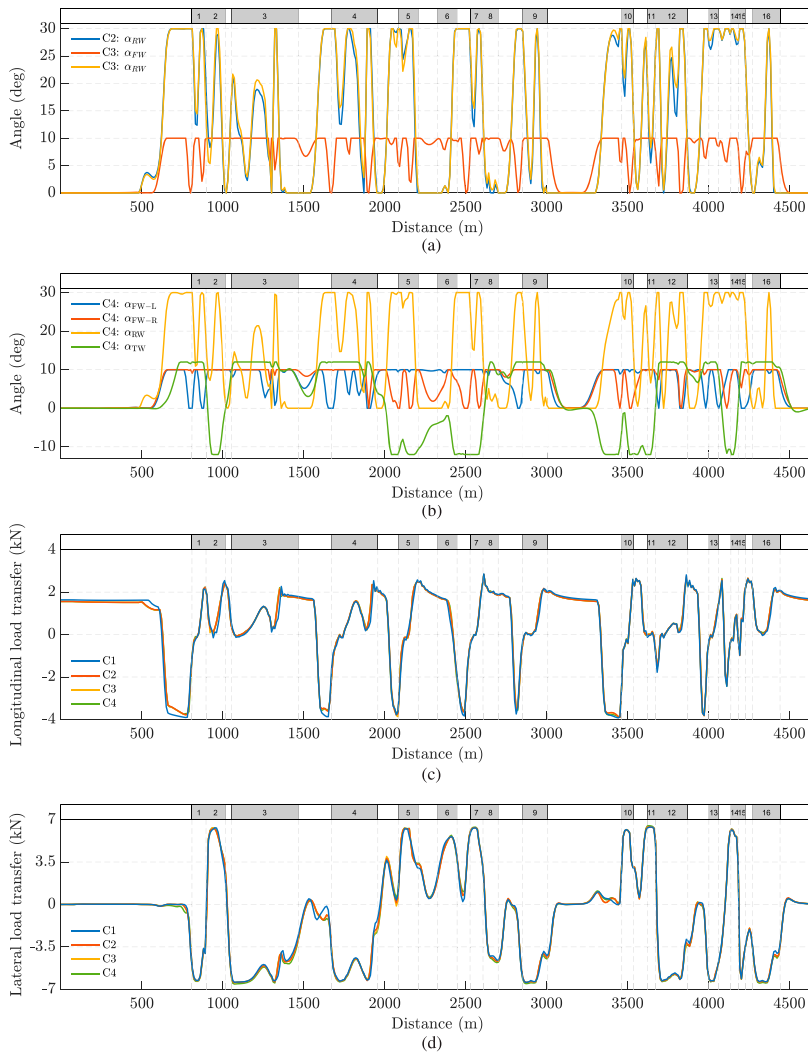 1 2 3 4 5 6 7 8 9 10 11 12 13 14 15 16
30
25
20
15
10
5
0
Angle (deg)
C2: αRW
C3: αFW
C3: αRW
500 1000 1500 2000 2500 3000 3500 4000 4500
Distance (m)
(a)
1 2 3 4 5 6 7 8 9 10 11 12 13 14 15 16
30
20
10
0
-10
Angle (deg)
C4: αFW-L
C4: αFW-R
C4: αRW
C4: αTW
500 1000 1500 2000 2500 3000 3500 4000 4500
Distance (m)
(b)
1 2 3 4 5 6 7 8 9 10 11 12 13 14 15 16
4
2
0
-2
-4
Longitudinal load transfer (kN)
C1
C2
C3
C4
500 1000 1500 2000 2500 3000 3500 4000 4500
Distance (m)
(c)
1 2 3 4 5 6 7 8 9 10 11 12 13 14 15 16
7
3.5
0
-3.5
-7
Lateral load transfer (kN)
C1
C2
C3
C4
500 1000 1500 2000 2500 3000 3500 4000 4500
Distance (m)
(d)